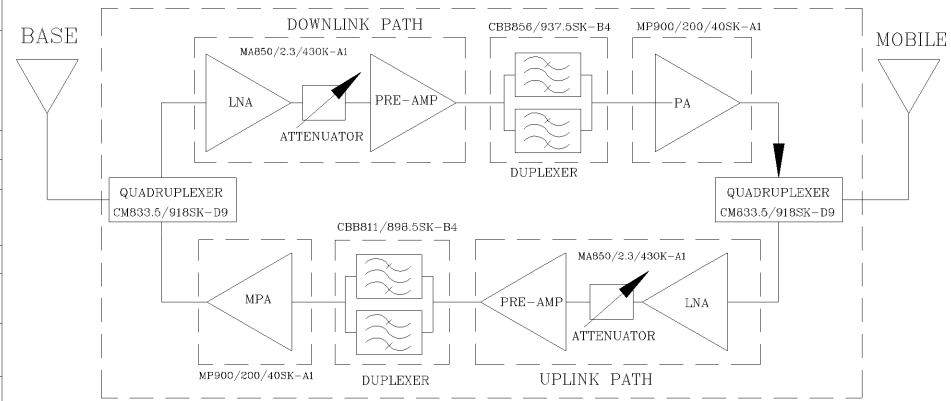 BASE
DOWNLINK PATH
MA850/2.3/430K-A1
LNA
ATTENUATOR
PRE-AMP
CBB856/937.5SK-B4
DUPLEXER
MP900/200/40SK-A1
PA
MOBILE
QUADRUPLEXER
CM833.5/918SK-D9
QUADRUPLEXER
CM833.5/918SK-D9
MPA
MP900/200/40SK-A1
CBB811/898.5SK-B4
DUPLEXER
PRE-AMP
MA850/2.3/430K-A1
ATTENUATOR
LNA
UPLINK PATH